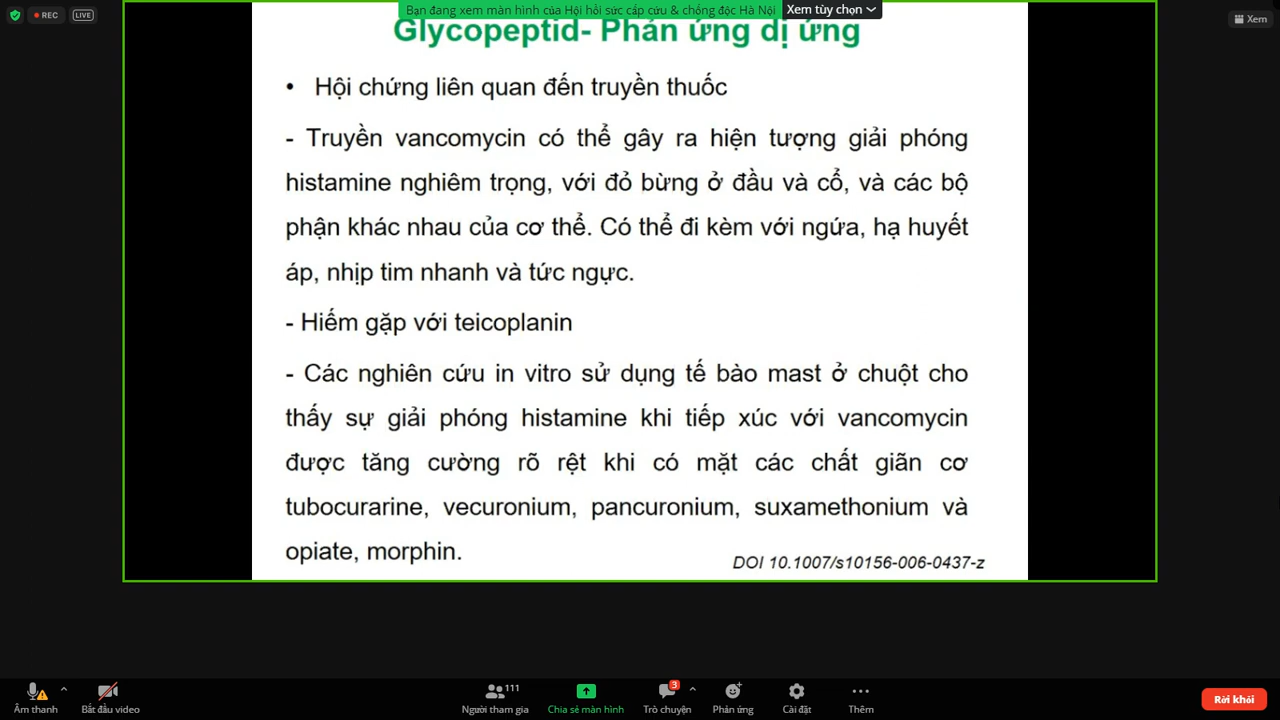 REC
LIVE
Bạn đang xem màn hình của Hội hồi sức cấp cứu & chống độc Hà Nội Xem tùy chọn
Xem
Glycopeptid- Phản ứng dị ứng
• Hội chứng liên quan đến truyền thuốc
- Truyền vancomycin có thể gây ra hiện tượng giải phóng
histamine nghiêm trọng, với đỏ bừng ở đầu và cổ, và các bộ
phận khác nhau của cơ thể. Có thể đi kèm với ngứa, hạ huyết
áp, nhịp tim nhanh và tức ngực.
- Hiếm gặp với teicoplanin
- Các nghiên cứu in vitro sử dụng tế bào mast ở chuột cho
thấy sự giải phóng histamine khi tiếp xúc với vancomycin
được tăng cường rõ rệt khi có mặt các chất giãn cơ
tubocurarine, vecuronium, pancuronium, suxamethonium và
opiate, morphin.
DOI 10.1007/s10156-006-0437-z
111
3
Âm thanh
Bắt đầu video
Người tham gia
Chia sẻ màn hình
Trò chuyện
Phản ứng
Cài đặt
Thêm
Rời khỏi